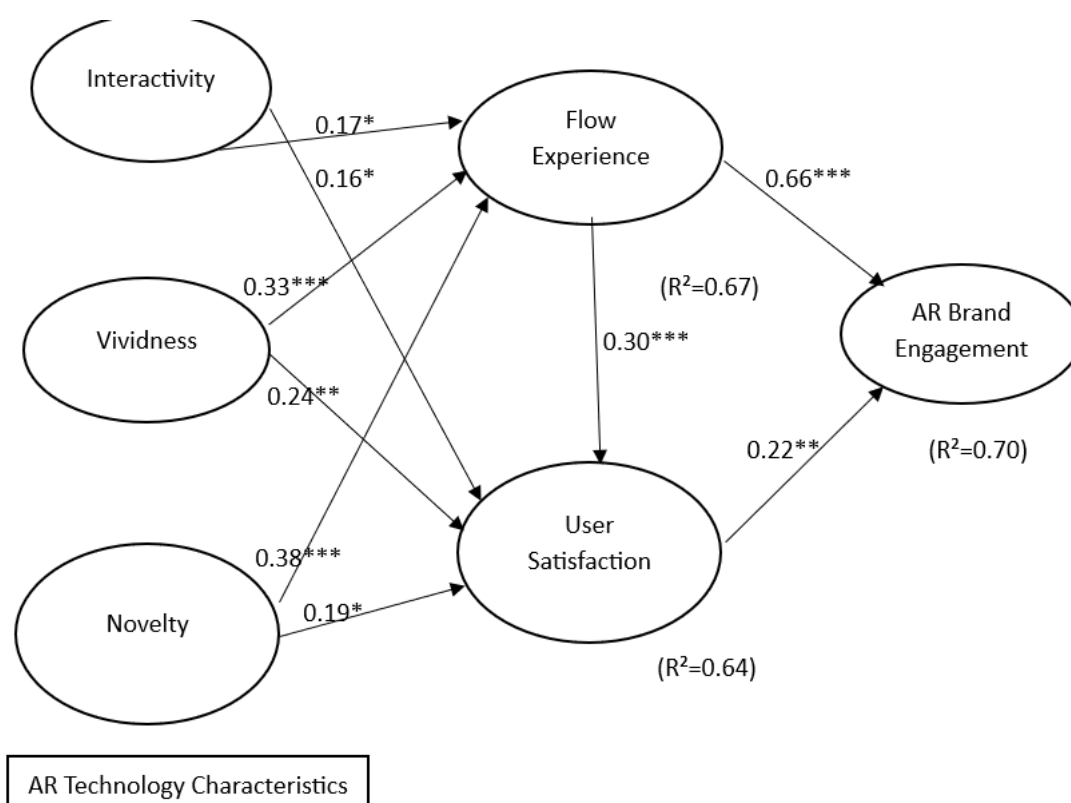 Interactivity
0.17*
Flow
Experience
0.16*
0.66***
0.33***
(R²=0.67)
Vividness
0.30***
AR Brand
Engagement
0.24**
0.22**
(R²=0.70)
User
Satisfaction
0.38***
Novelty
0.19*
(R²=0.64)
AR Technology Characteristics